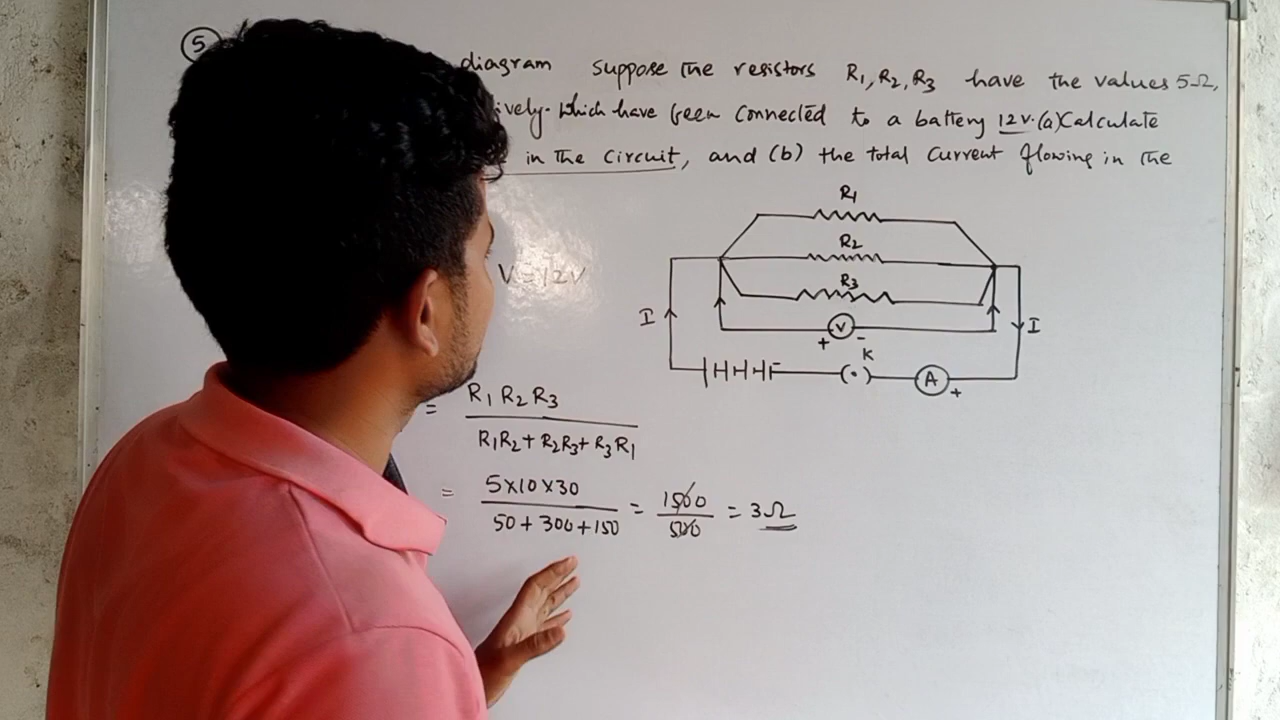 5
diagram suppose the resistors R1, R2, R3 have the values 5Ω,
ively. which have been connected to a battery 12V. (a) Calculate
in the circuit, and (b) the total current flowing in the
R1
R2
V = 12V
R3
I
V
I
+ -
K
A
+
= R1 R2 R3
R1R2 + R2R3 + R3R1
= 5×10×30
50 + 300 + 150
= 1500
500
= 3Ω